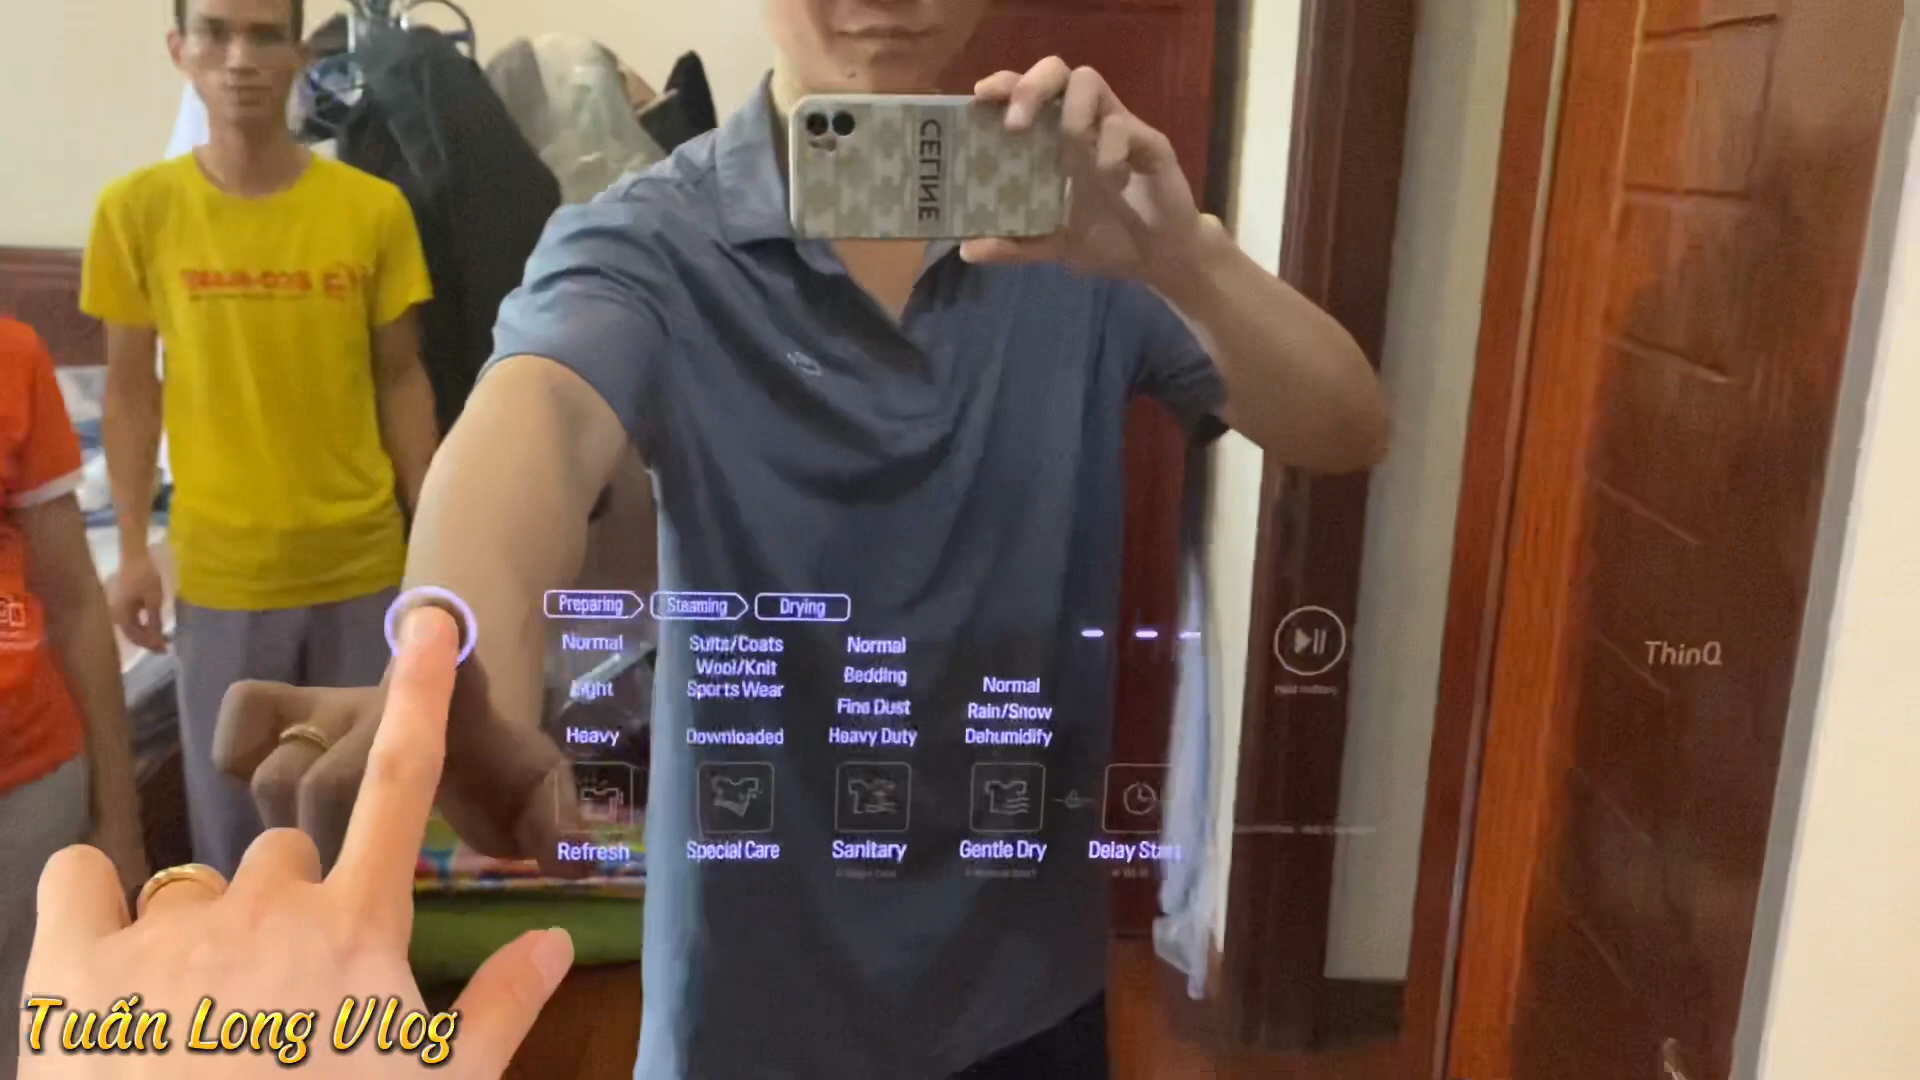 CELINE
Preparing
Steaming
Drying
Normal
Light
Heavy
Refresh
Suits/Coats
Wool/Knit
Sports Wear
Downloaded
Special Care
Normal
Bedding
Fine Dust
Heavy Duty
Sanitary
Normal
Rain/Snow
Dehumidify
Gentle Dry
Delay Start
ThinQ
Tuấn Long Vlog